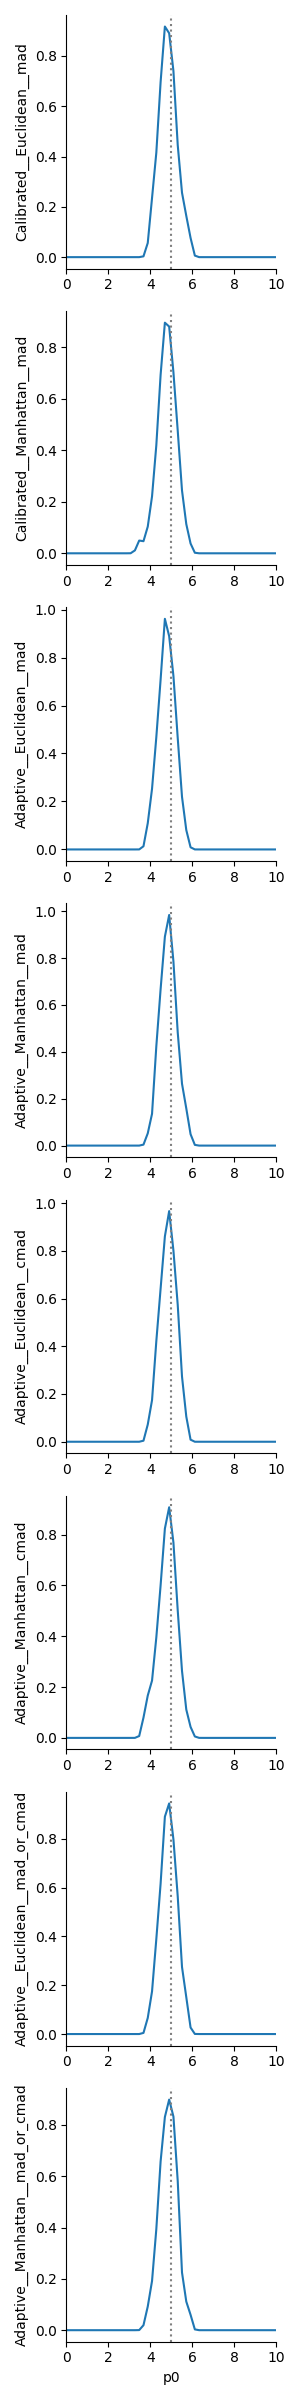 Calibrated__Euclidean__mad
0.8
0.6
0.4
0.2
0.0
0 2 4 6 8 10
Calibrated__Manhattan__mad
0.8
0.6
0.4
0.2
0.0
0 2 4 6 8 10
Adaptive__Euclidean__mad
1.0
0.8
0.6
0.4
0.2
0.0
0 2 4 6 8 10
Adaptive__Manhattan__mad
1.0
0.8
0.6
0.4
0.2
0.0
0 2 4 6 8 10
Adaptive__Euclidean__cmad
1.0
0.8
0.6
0.4
0.2
0.0
0 2 4 6 8 10
Adaptive__Manhattan__cmad
0.8
0.6
0.4
0.2
0.0
0 2 4 6 8 10
Adaptive__Euclidean__mad_or_cmad
0.8
0.6
0.4
0.2
0.0
0 2 4 6 8 10
Adaptive__Manhattan__mad_or_cmad
0.8
0.6
0.4
0.2
0.0
0 2 4 6 8 10
p0